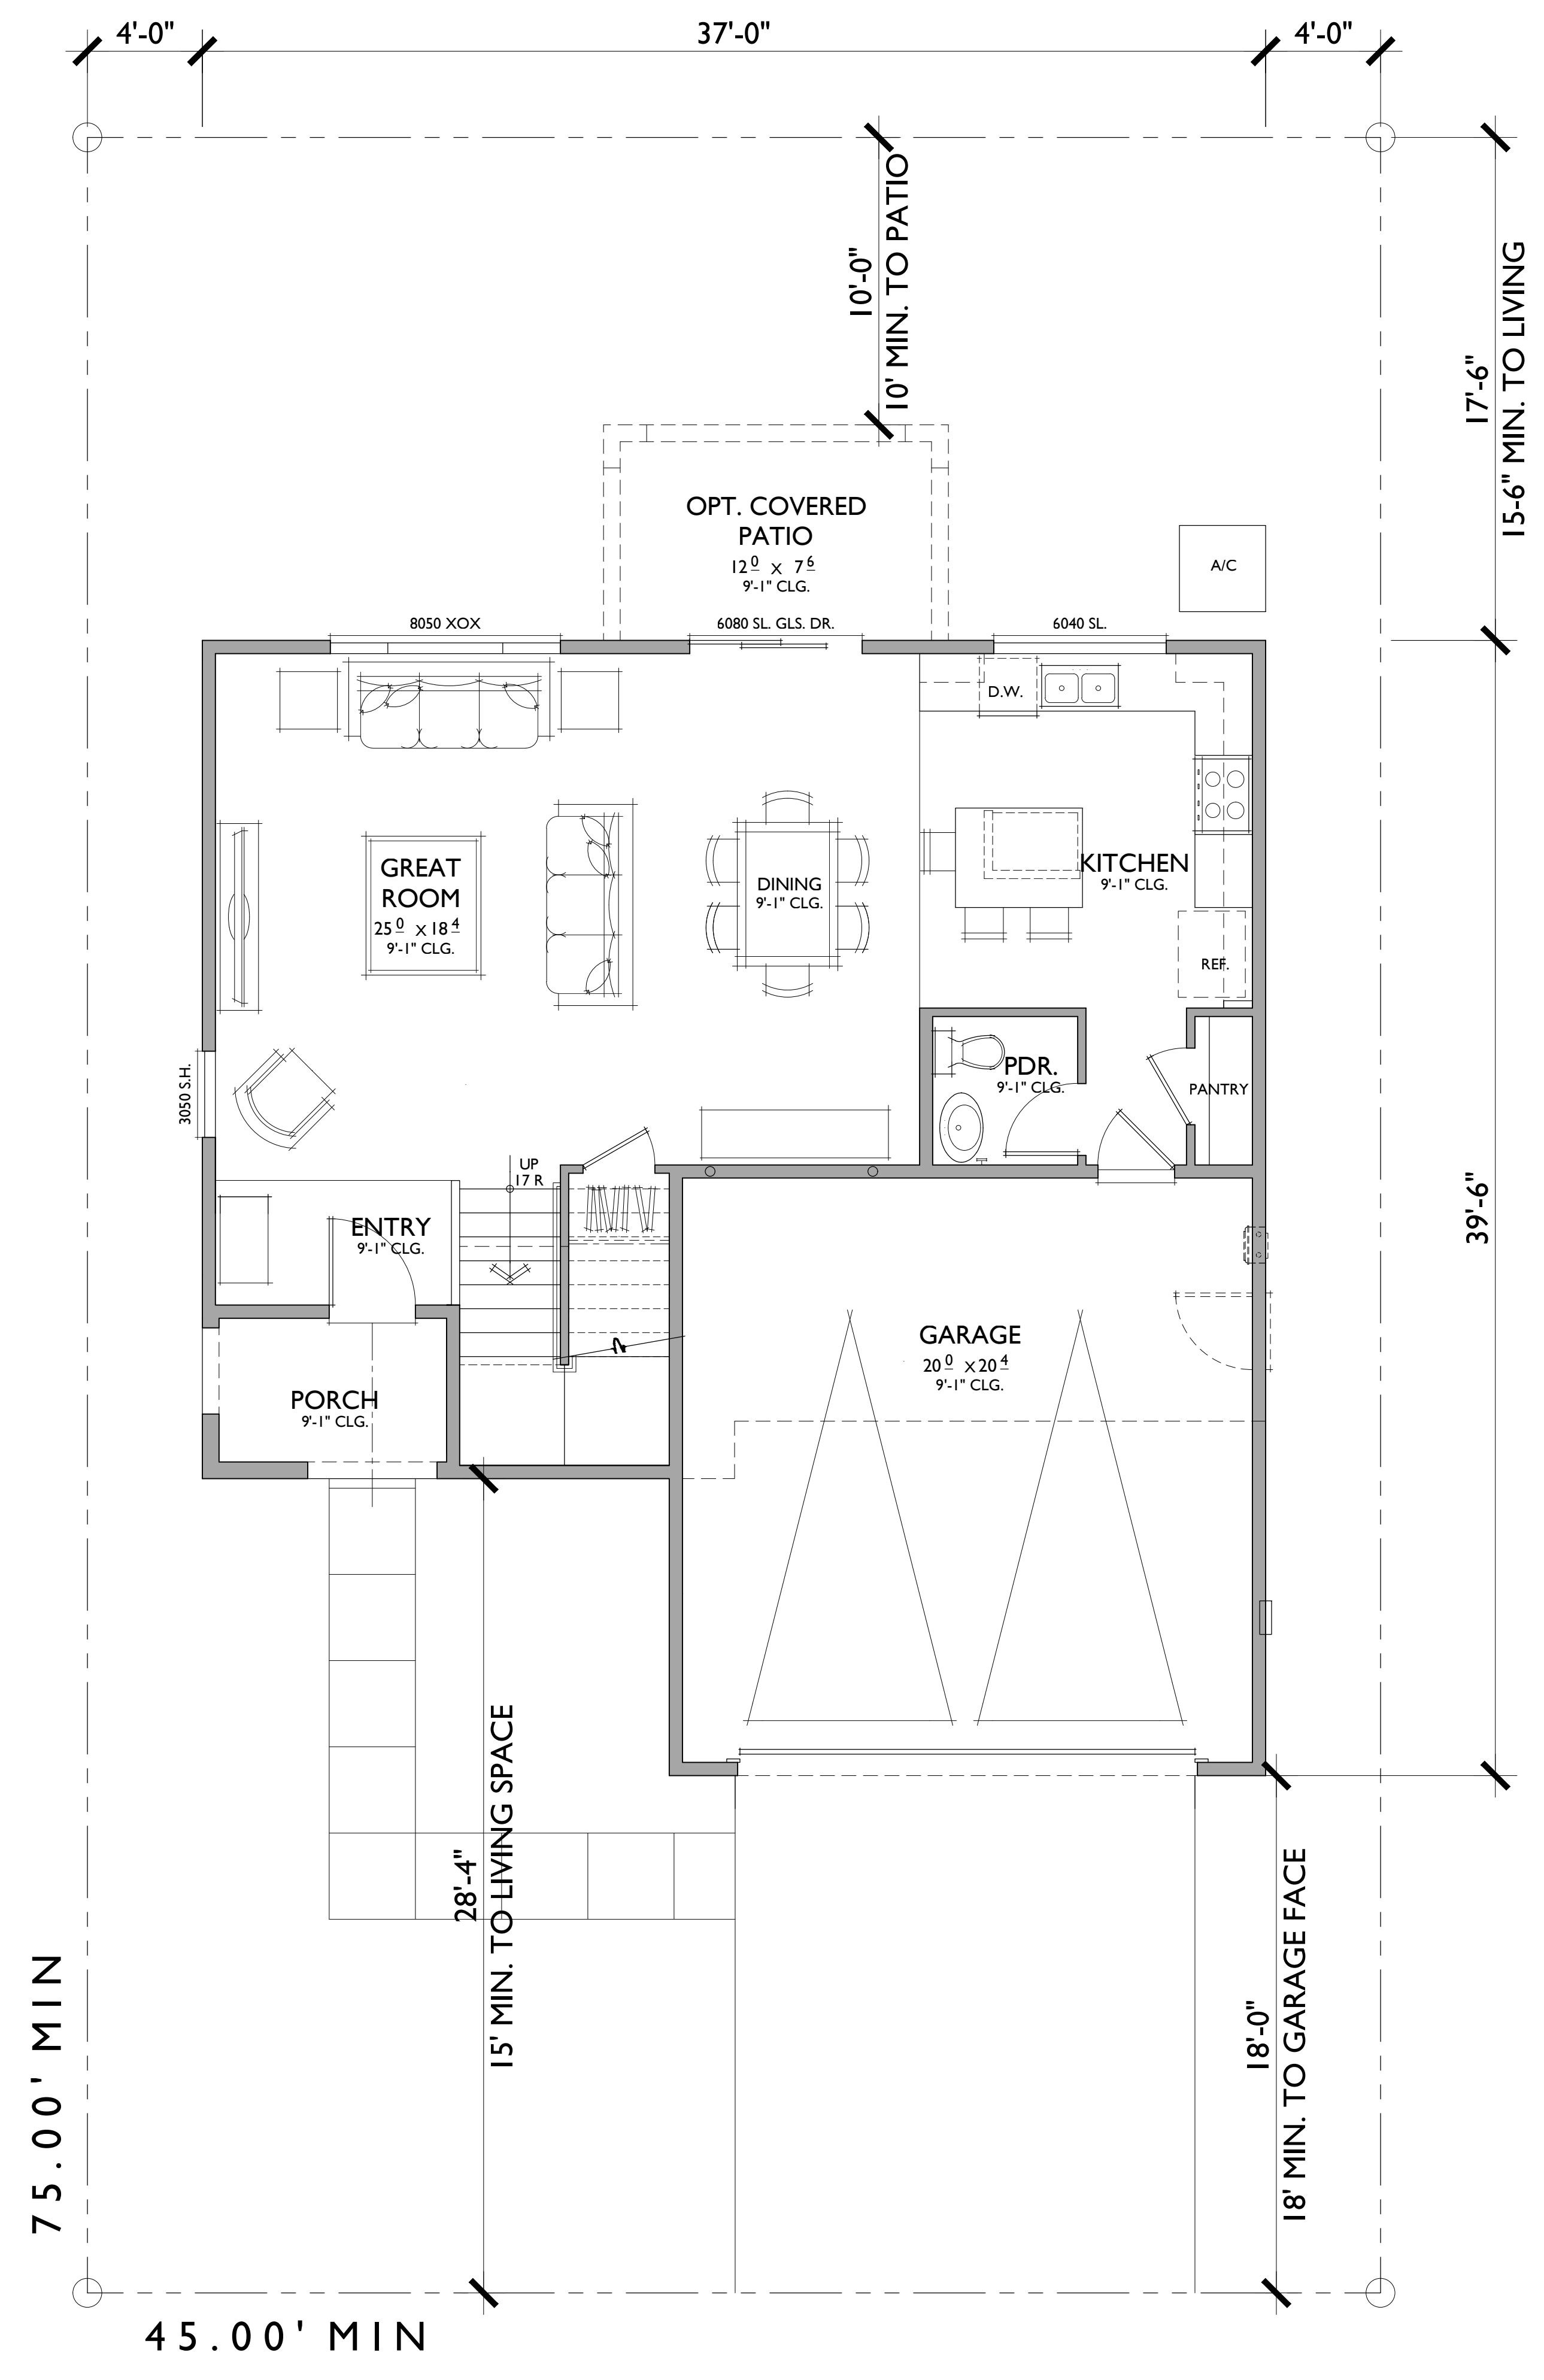 4'-0"
37'-0"
4'-0"
10'-0"
10' MIN. TO PATIO
17'-6"
15-6" MIN. TO LIVING
OPT. COVERED
PATIO
12 0 X 7 6
9'-1" CLG.
A/C
8050 XOX
6080 SL. GLS. DR.
6040 SL.
D.W.
GREAT
ROOM
25 0 X 18 4
9'-1" CLG.
DINING
9'-1" CLG.
KITCHEN
9'-1" CLG.
REF.
3050 S.H.
PDR.
9'-1" CLG.
PANTRY
UP
17 R
ENTRY
9'-1" CLG.
39'-6"
PORCH
9'-1" CLG.
GARAGE
20 0 X 20 4
9'-1" CLG.
28'-4"
15' MIN. TO LIVING SPACE
18'-0"
18' MIN. TO GARAGE FACE
75.00' MIN
45.00' MIN